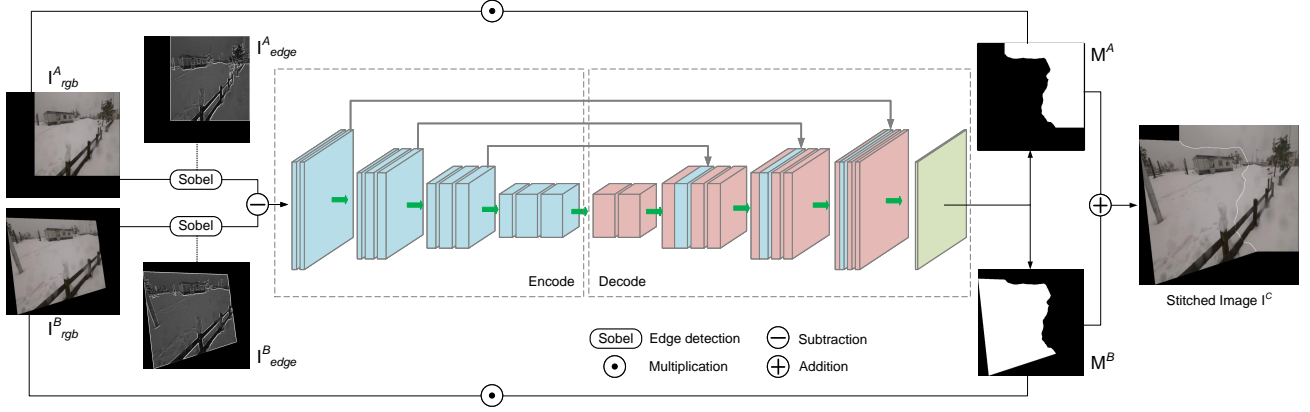 I^A_rgb
I^A_edge
Sobel
Sobel
I^B_rgb
I^B_edge
Encode
Decode
M^A
M^B
Stitched Image I^C
Sobel Edge detection
Subtraction
Multiplication
Addition